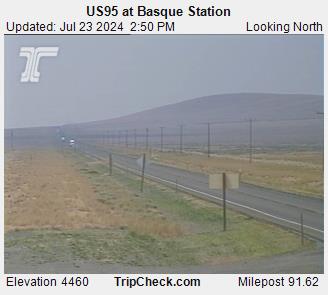 US95 at Basque Station
Updated: Jul 23 2024 2:50 PM Looking North
Elevation 4460 TripCheck.com Milepost 91.62